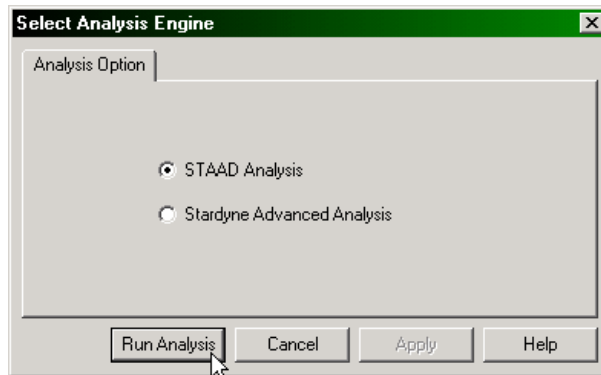 Select Analysis Engine
Analysis Option
STAAD Analysis
Stardyne Advanced Analysis
Run Analysis Cancel Apply Help